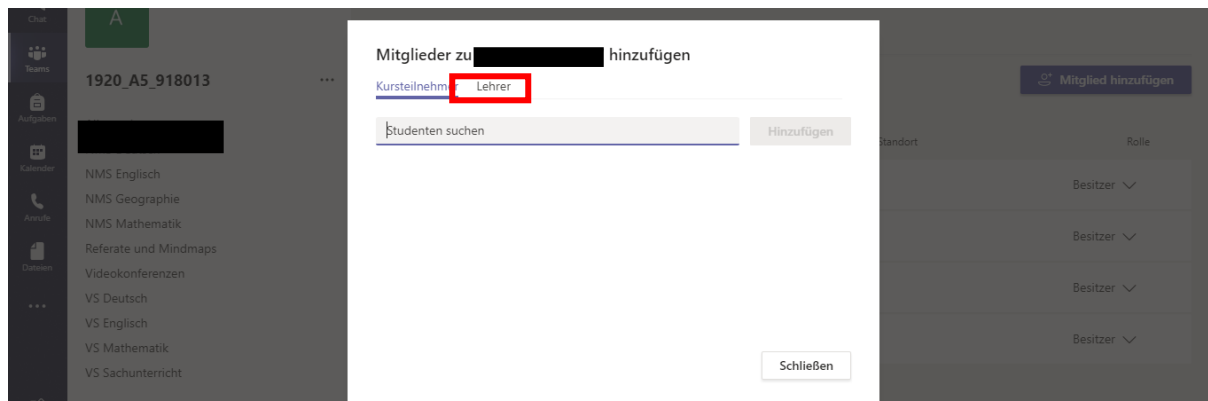 Chat
A
Teams
Aufgaben
Kalender
Anrufe
Dateien
1920_A5_918013
...
NMS Englisch
NMS Geographie
NMS Mathematik
Referate und Mindmaps
Videokonferenzen
VS Deutsch
VS Englisch
VS Mathematik
VS Sachunterricht
Mitglieder zu hinzufügen
Kursteilnehmer Lehrer
Studenten suchen Hinzufügen
Schließen
Mitglied hinzufügen
Standort Rolle
Besitzer
Besitzer
Besitzer
Besitzer